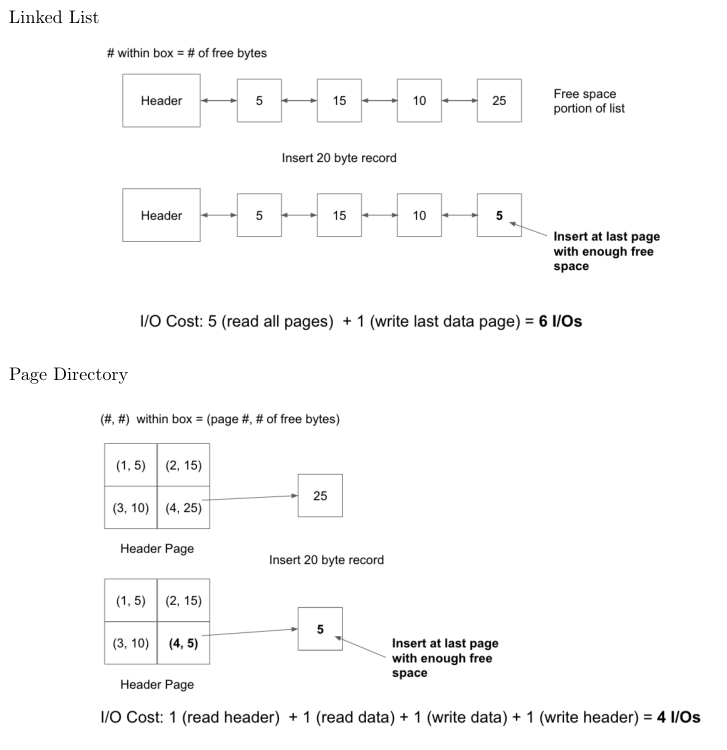 Linked List
# within box = # of free bytes
Header 5 15 10 25
Free space
portion of list
Insert 20 byte record
Header 5 15 10 5
Insert at last page
with enough free
space
I/O Cost: 5 (read all pages) + 1 (write last data page) = 6 I/Os
Page Directory
(#, #) within box = (page #, # of free bytes)
(1, 5) (2, 15)
(3, 10) (4, 25)
25
Header Page
Insert 20 byte record
(1, 5) (2, 15)
(3, 10) (4, 5)
5
Insert at last page
with enough free
space
Header Page
I/O Cost: 1 (read header) + 1 (read data) + 1 (write data) + 1 (write header) = 4 I/Os